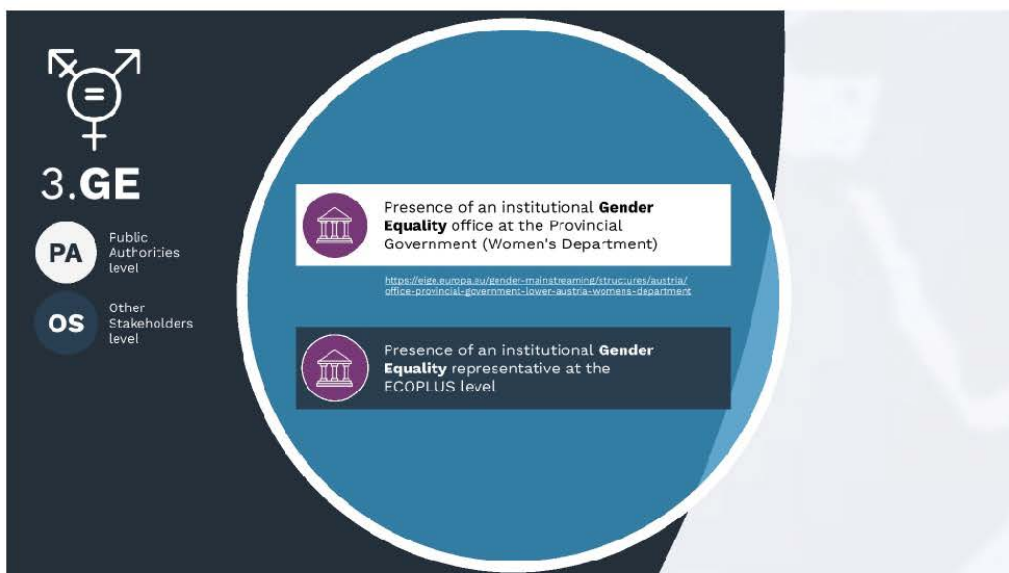 3.GE
PA
Public
Authorities
level
OS
Other
Stakeholders
level
Presence of an institutional Gender
Equality office at the Provincial
Government (Women's Department)
https://eige.europa.eu/gender-mainstreaming/structures/austria/
office-provincial-government-lower-austria-womens-department
Presence of an institutional Gender
Equality representative at the
ECOPLUS level